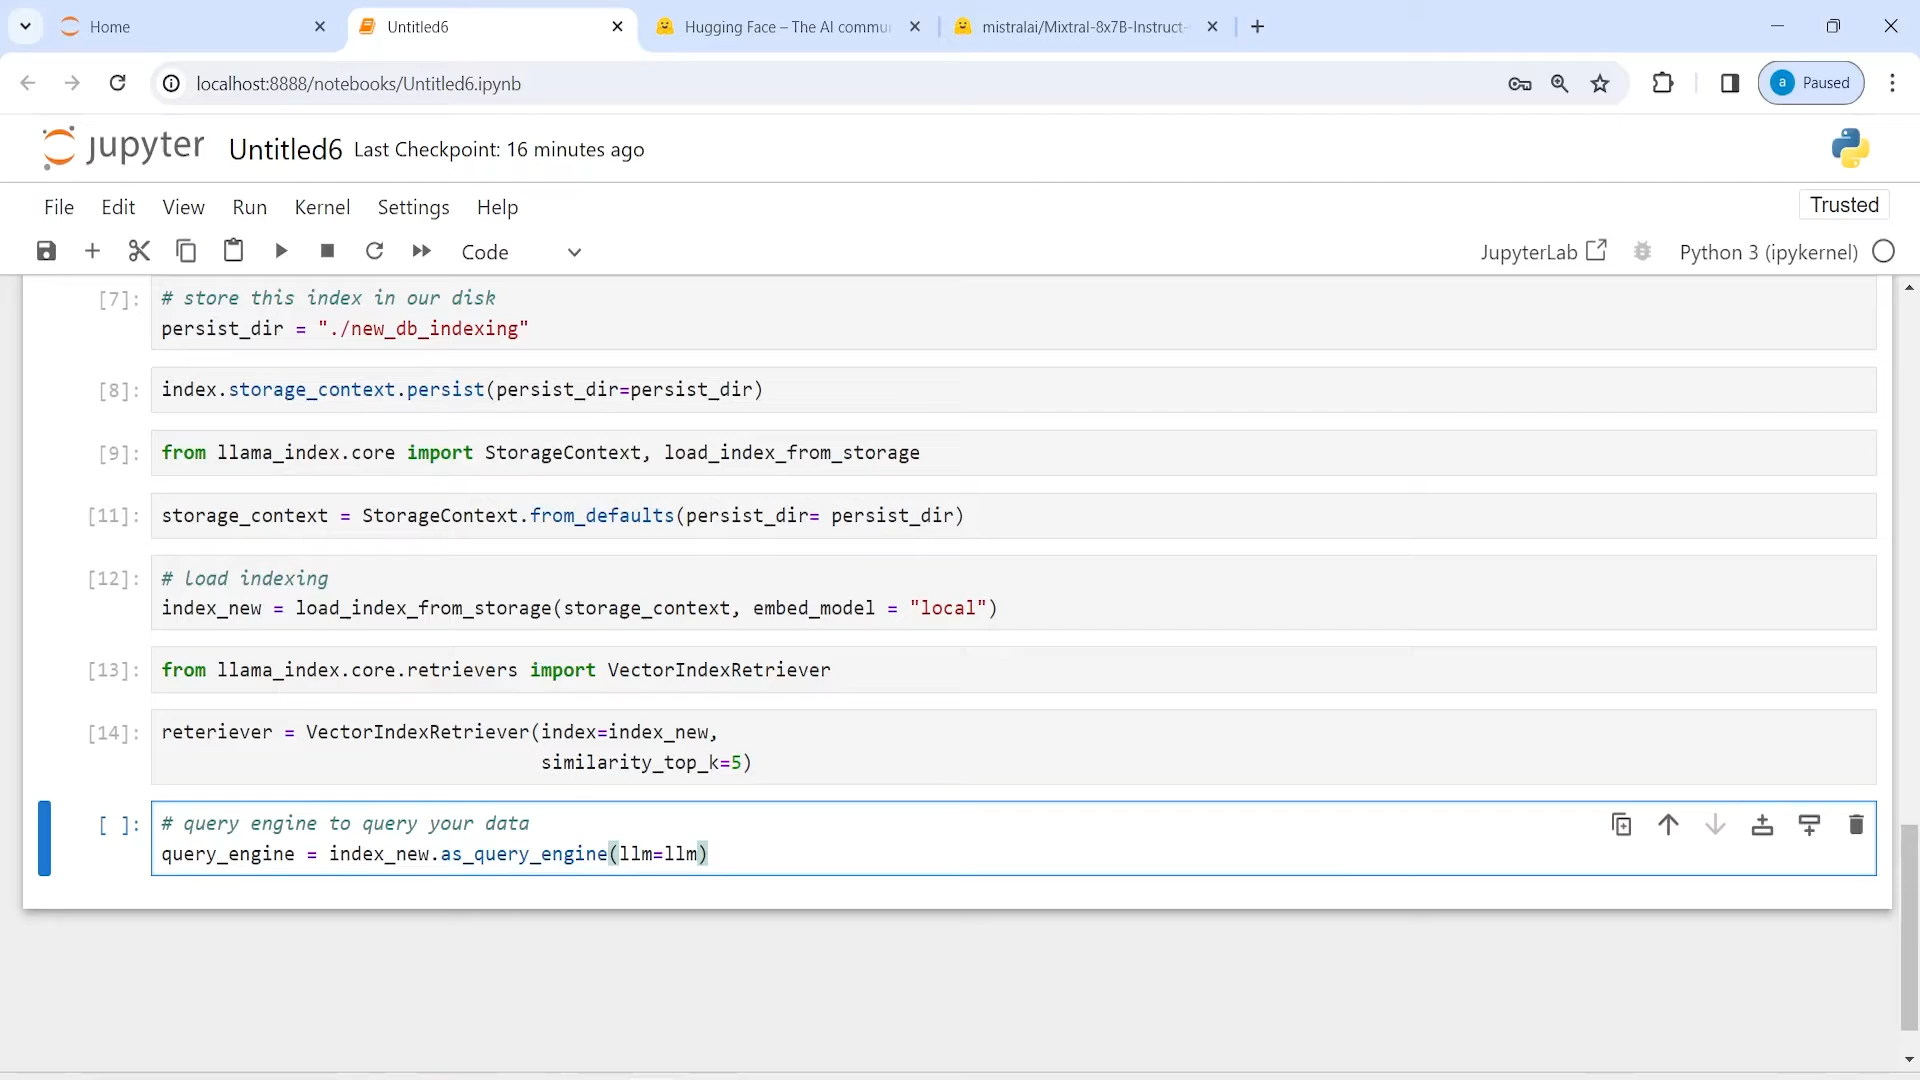 Home
Untitled6
Hugging Face – The AI commu
mistralai/Mixtral-8x7B-Instruct-
localhost:8888/notebooks/Untitled6.ipynb
a Paused
jupyter Untitled6 Last Checkpoint: 16 minutes ago
File Edit View Run Kernel Settings Help
Trusted
Code
JupyterLab
Python 3 (ipykernel)
[7]: # store this index in our disk
persist_dir = "./new_db_indexing"
[8]: index.storage_context.persist(persist_dir=persist_dir)
[9]: from llama_index.core import StorageContext, load_index_from_storage
[11]: storage_context = StorageContext.from_defaults(persist_dir= persist_dir)
[12]: # load indexing
index_new = load_index_from_storage(storage_context, embed_model = "local")
[13]: from llama_index.core.retrievers import VectorIndexRetriever
[14]: reteriever = VectorIndexRetriever(index=index_new,
similarity_top_k=5)
[ ]: # query engine to query your data
query_engine = index_new.as_query_engine(llm=llm)